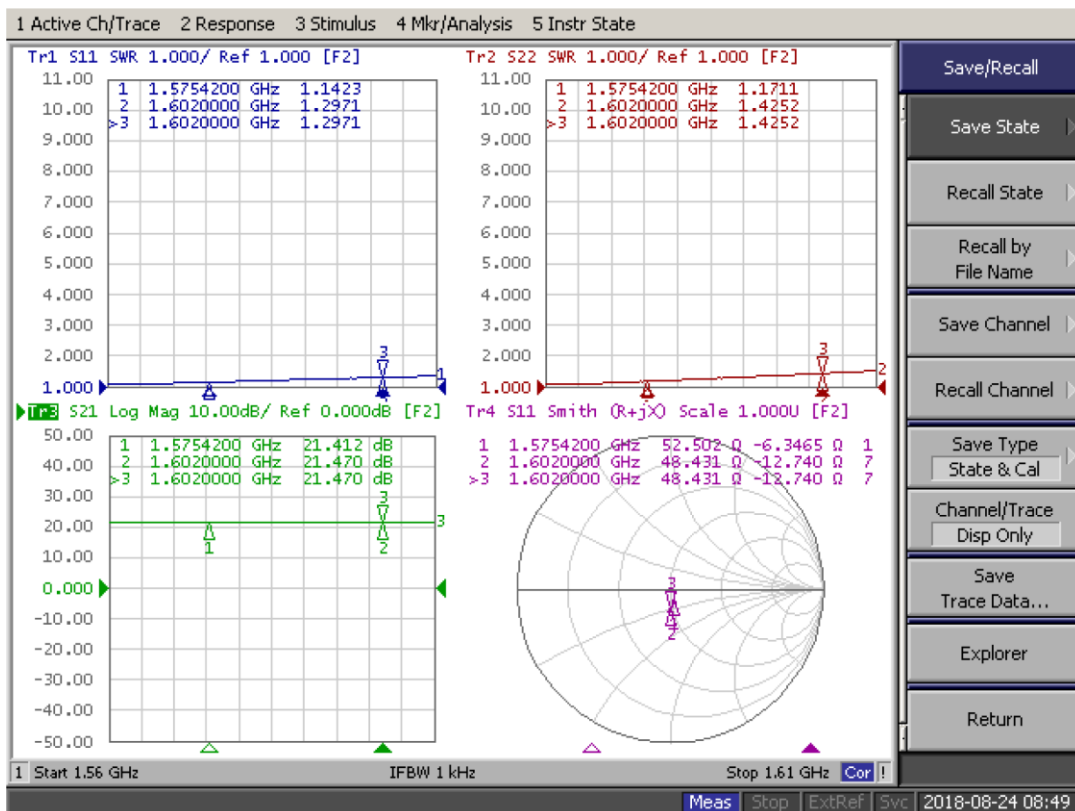 1 Active Ch/Trace 2 Response 3 Stimulus 4 Mkr/Analysis 5 Instr State
Tr1 S11 SWR 1.000/ Ref 1.000 [F2]
11.00
10.00
9.000
8.000
7.000
6.000
5.000
4.000
3.000
2.000
1.000
1 1.5754200 GHz 1.1423
2 1.6020000 GHz 1.2971
>3 1.6020000 GHz 1.2971
3
1
Tr2 S22 SWR 1.000/ Ref 1.000 [F2]
11.00
10.00
9.000
8.000
7.000
6.000
5.000
4.000
3.000
2.000
1.000
1 1.5754200 GHz 1.1711
2 1.6020000 GHz 1.4252
>3 1.6020000 GHz 1.4252
3
2
Tr3 S21 Log Mag 10.00dB/ Ref 0.000dB [F2]
50.00
40.00
30.00
20.00
10.00
0.000
-10.00
-20.00
-30.00
-40.00
-50.00
1 1.5754200 GHz 21.412 dB
2 1.6020000 GHz 21.470 dB
>3 1.6020000 GHz 21.470 dB
3
3
1
2
Tr4 S11 Smith (R+jX) Scale 1.000U [F2]
1 1.5754200 GHz 52.502 Ω -6.3465 Ω 1
2 1.6020000 GHz 48.431 Ω -12.740 Ω 7
>3 1.6020000 GHz 48.431 Ω -12.740 Ω 7
3
2
1 Start 1.56 GHz IFBW 1 kHz Stop 1.61 GHz Cor !
Save/Recall
Save State
Recall State
Recall by
File Name
Save Channel
Recall Channel
Save Type
State & Cal
Channel/Trace
Disp Only
Save
Trace Data...
Explorer
Return
Meas Stop ExtRef Svc 2018-08-24 08:49